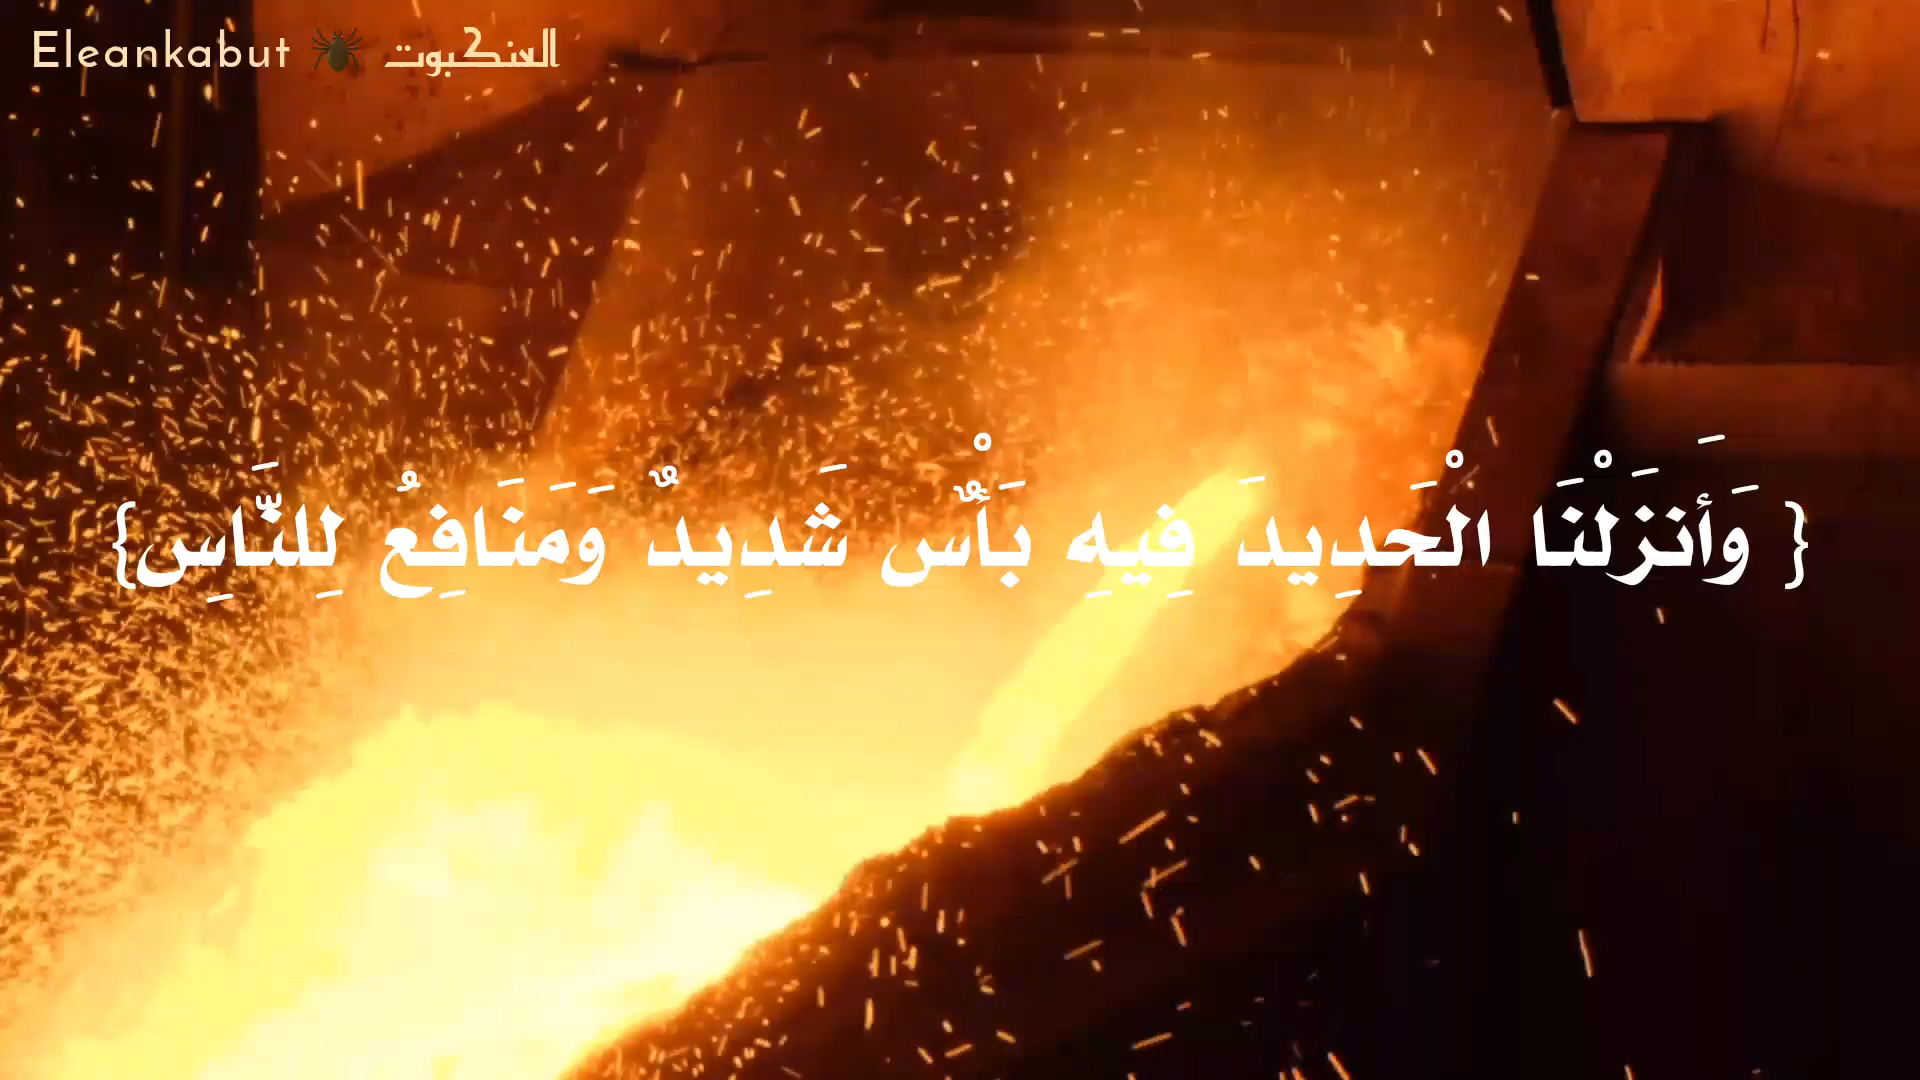 Eleankabut 🕷 العنكبوت
{ وَأَنزَلْنَا الْحَدِيدَ فِيهِ بَأْسٌ شَدِيدٌ وَمَنَافِعُ لِلنَّاسِ}